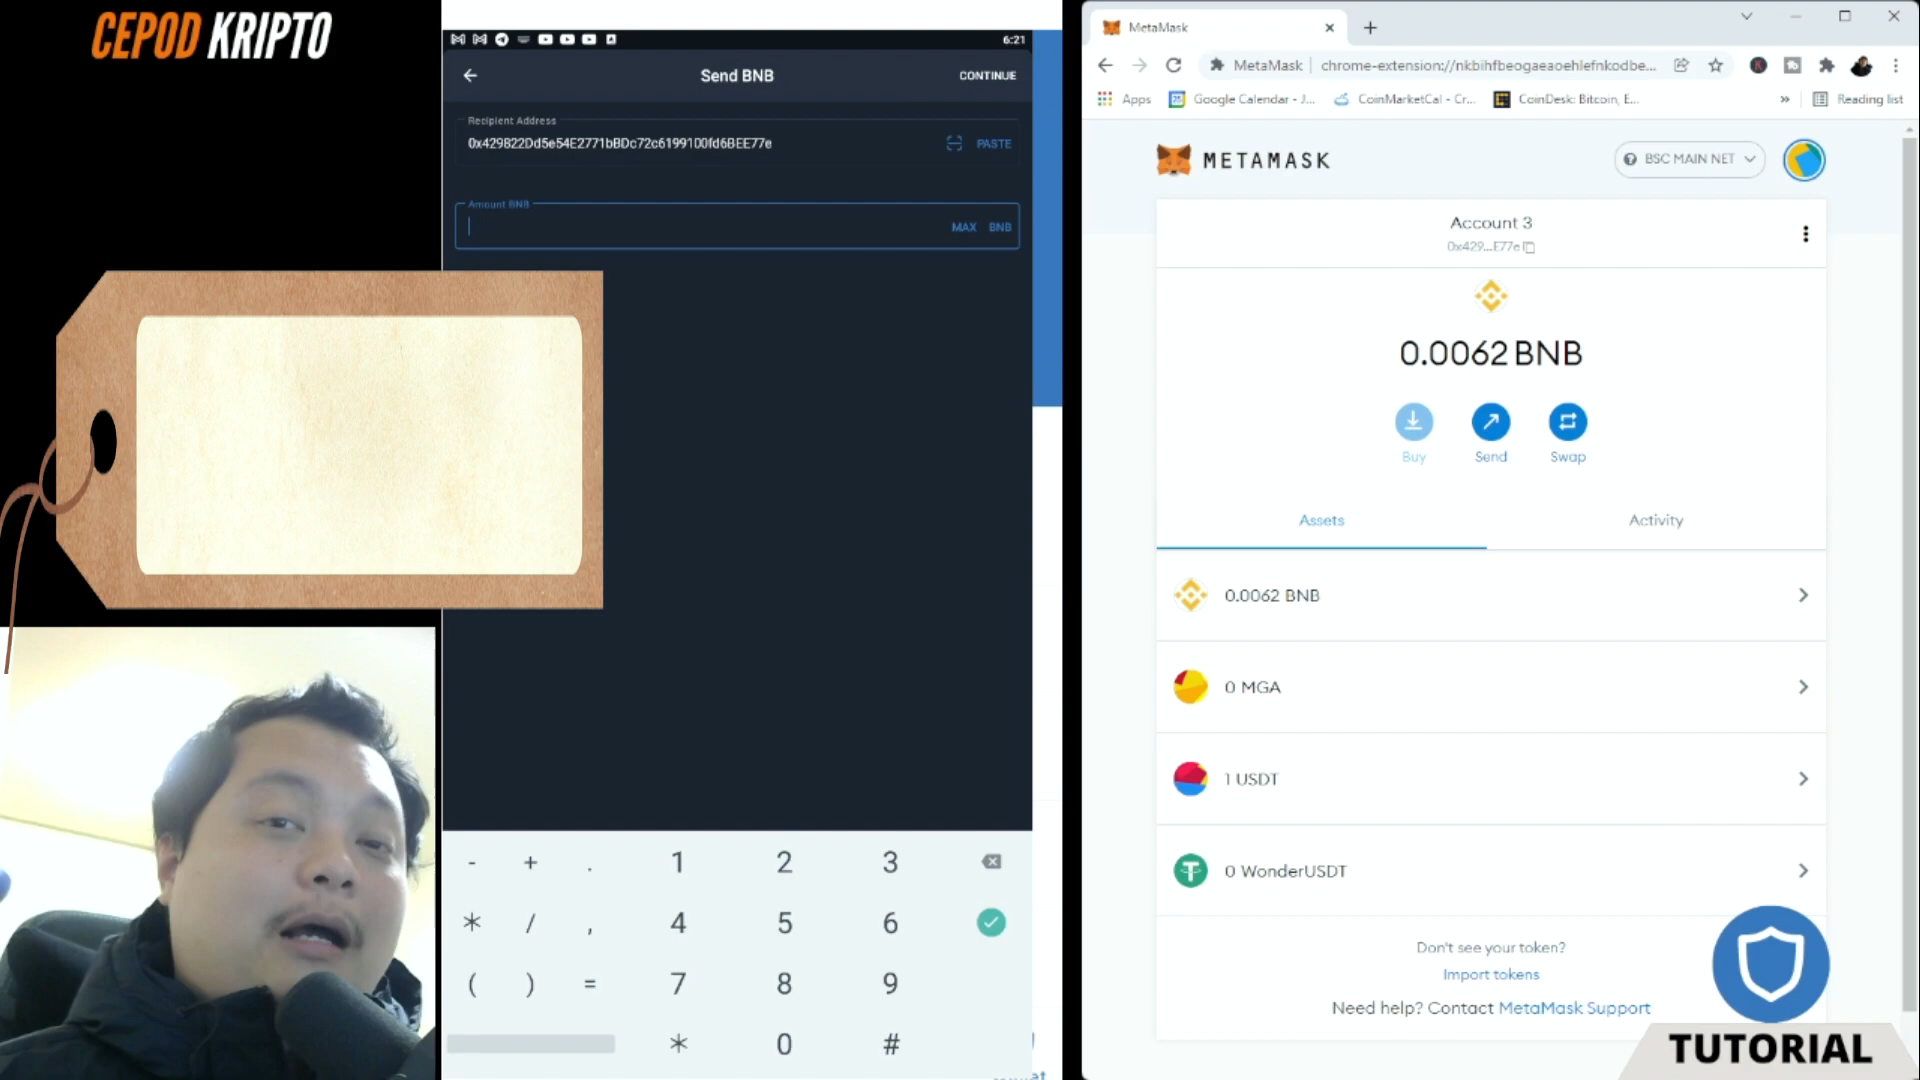 CEPOD KRIPTO
6:21
Send BNB
CONTINUE
Recipient Address
0x429822Dd5e54E2771bBDc72c6199100fd6BEE77e
PASTE
Amount BNB
MAX BNB
- + . 1 2 3
* / , 4 5 6
( ) = 7 8 9
* 0 #
MetaMask
MetaMask chrome-extension://nkbihfbeogaeaoehlefnkodbe...
Apps
Google Calendar - J...
CoinMarketCal - Cr...
CoinDesk: Bitcoin, E...
»
Reading list
METAMASK
BSC MAIN NET
Account 3
0x429...E77e
0.0062 BNB
Buy
Send
Swap
Assets
Activity
0.0062 BNB
0 MGA
1 USDT
0 WonderUSDT
Don't see your token?
Import tokens
Need help? Contact MetaMask Support
TUTORIAL